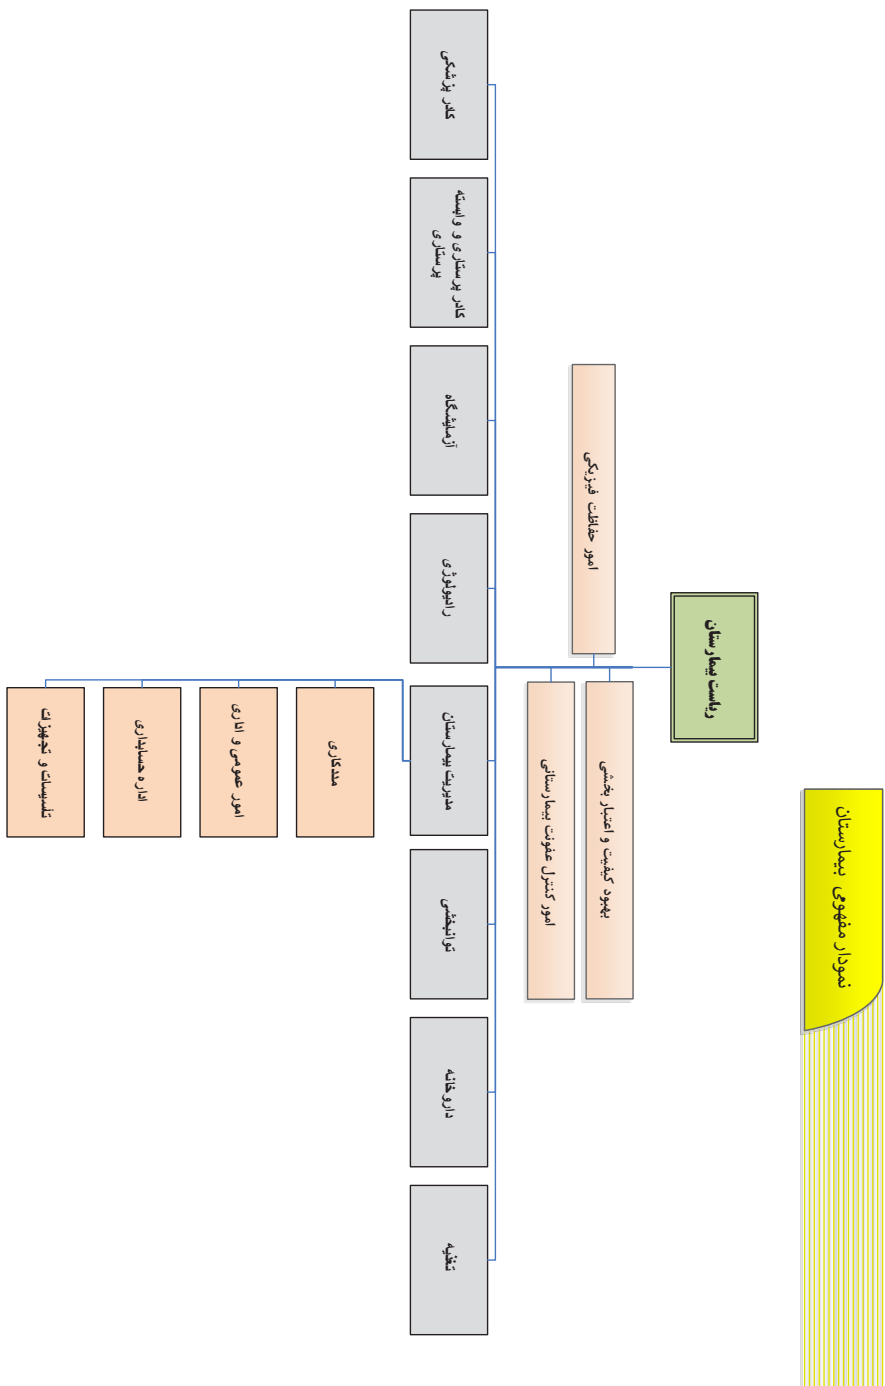 نمودار مفهومی بیمارستان
ریاست بیمارستان
بهبود کیفیت و اعتبار بخشی
امور حفاظت فیزیکی
امور کنترل عفونت بیمارستانی
تغذیه
داروخانه
توانبخشی
مدیریت بیمارستان
رادیولوژی
آزمایشگاه
کادر پرستاری و وابسته
پرستاری
کادر پزشکی
مددکاری
امور عمومی و اداری
اداره حسابداری
تأسیسات و تجهیزات